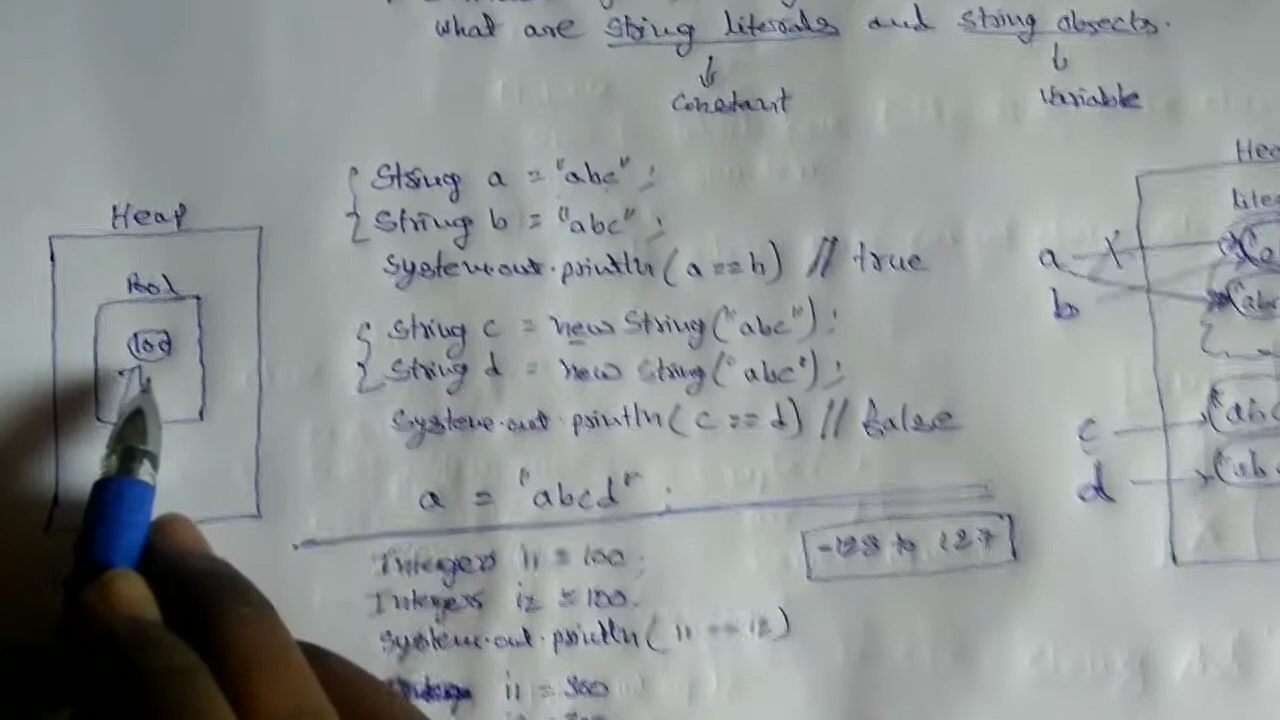 what are string literals and string objects.
Constant
Variable
String a = "abc";
String b = "abc";
System.out.println(a == b) // true
String c = new String("abc");
String d = new String("abc");
System.out.println(c == d) // false
a = "abcd";
Integer i1 = 100;
Integer i2 = 100.
System.out.println(i1 == i2)
i1 = 300
-128 to 127
Heap
Pool
100
a
b
c
d